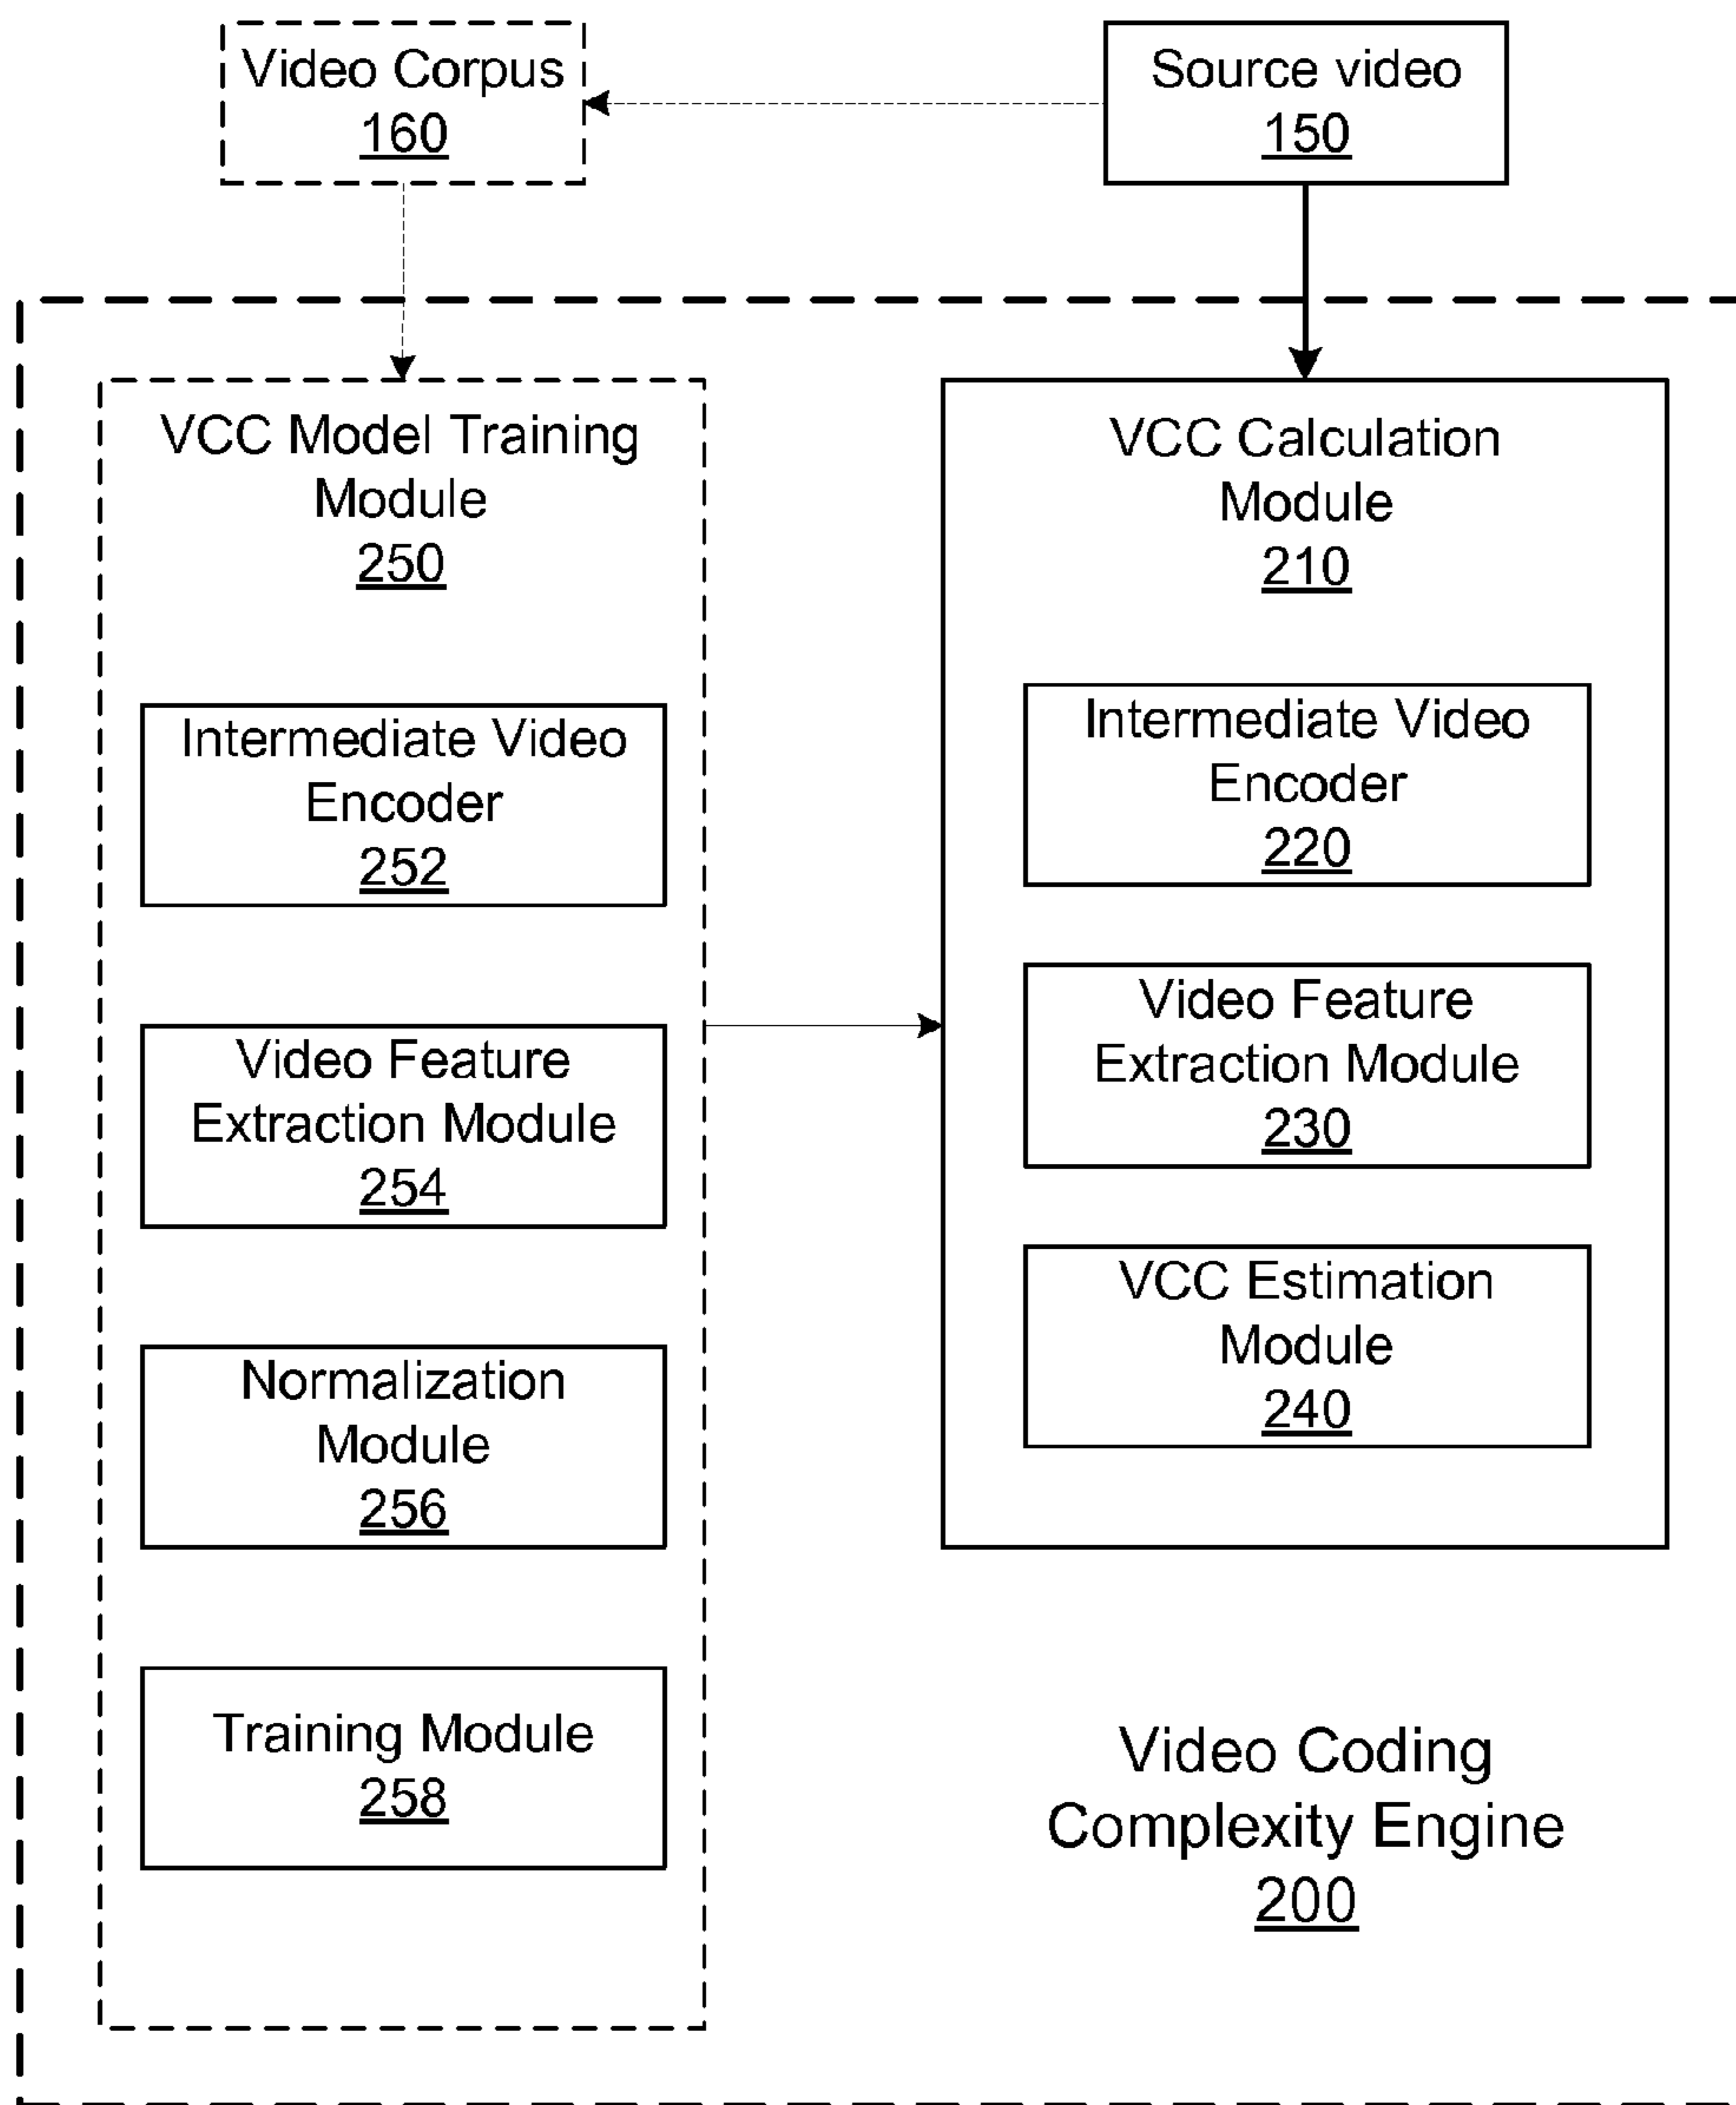 Video Corpus
160
Source video
150
VCC Model Training
Module
250
Intermediate Video
Encoder
252
Video Feature
Extraction Module
254
Normalization
Module
256
Training Module
258
VCC Calculation
Module
210
Intermediate Video
Encoder
220
Video Feature
Extraction Module
230
VCC Estimation
Module
240
Video Coding
Complexity Engine
200